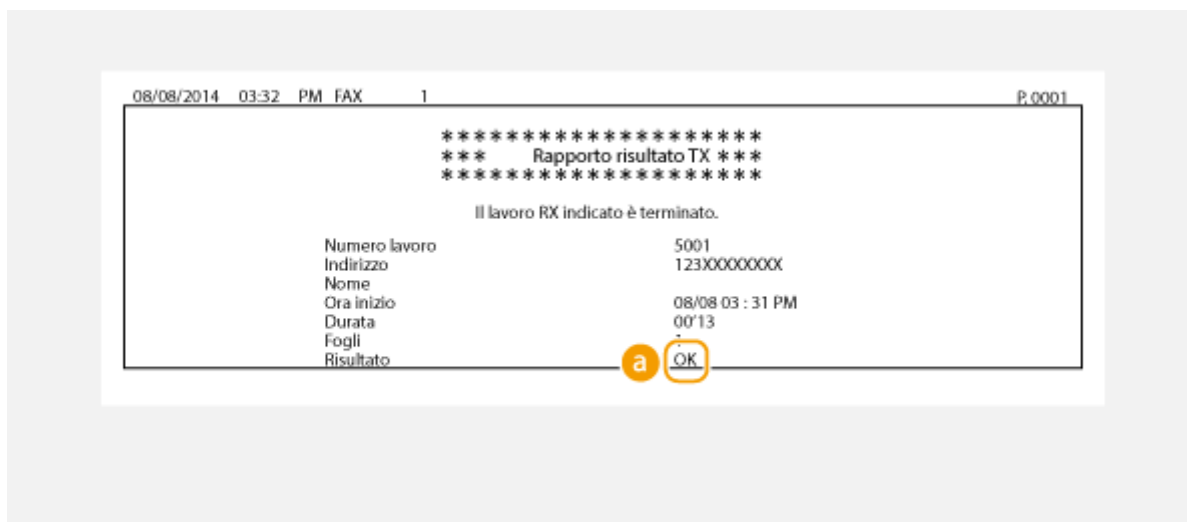 08/08/2014 03:32 PM FAX 1 P. 0001
* * * * * * * * * * * * * * * * * * * *
* * * Rapporto risultato TX * * *
* * * * * * * * * * * * * * * * * * * *
Il lavoro RX indicato è terminato.
Numero lavoro 5001
Indirizzo 123XXXXXXXXX
Nome
Ora inizio 08/08 03 : 31 PM
Durata 00'13
Fogli
Risultato a OK